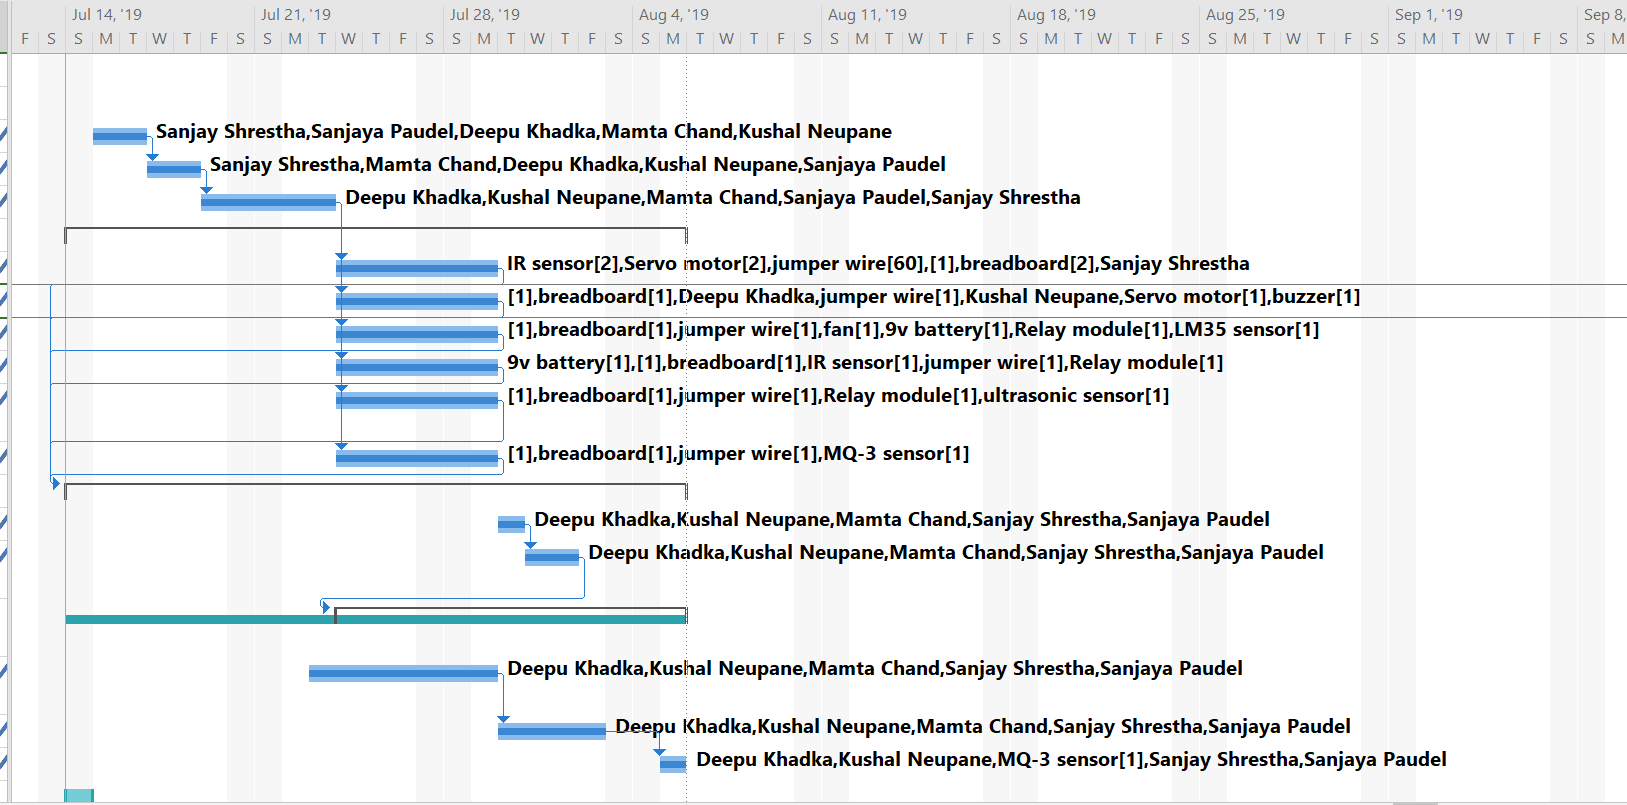 Jul 14, '19 Jul 21, '19 Jul 28, '19 Aug 4, '19 Aug 11, '19 Aug 18, '19 Aug 25, '19 Sep 1, '19 Sep 8,
F S S M T W T F S S M T W T F S S M T W T F S S M T W T F S S M T W T F S S M T W T F S S M T W T F S S M T W T F S S M
Sanjay Shrestha,Sanjaya Paudel,Deepu Khadka,Mamta Chand,Kushal Neupane
Sanjay Shrestha,Mamta Chand,Deepu Khadka,Kushal Neupane,Sanjaya Paudel
Deepu Khadka,Kushal Neupane,Mamta Chand,Sanjaya Paudel,Sanjay Shrestha
IR sensor[2],Servo motor[2],jumper wire[60],[1],breadboard[2],Sanjay Shrestha
[1],breadboard[1],Deepu Khadka,jumper wire[1],Kushal Neupane,Servo motor[1],buzzer[1]
[1],breadboard[1],jumper wire[1],fan[1],9v battery[1],Relay module[1],LM35 sensor[1]
9v battery[1],[1],breadboard[1],IR sensor[1],jumper wire[1],Relay module[1]
[1],breadboard[1],jumper wire[1],Relay module[1],ultrasonic sensor[1]
[1],breadboard[1],jumper wire[1],MQ-3 sensor[1]
Deepu Khadka,Kushal Neupane,Mamta Chand,Sanjay Shrestha,Sanjaya Paudel
Deepu Khadka,Kushal Neupane,Mamta Chand,Sanjay Shrestha,Sanjaya Paudel
Deepu Khadka,Kushal Neupane,Mamta Chand,Sanjay Shrestha,Sanjaya Paudel
Deepu Khadka,Kushal Neupane,Mamta Chand,Sanjay Shrestha,Sanjaya Paudel
Deepu Khadka,Kushal Neupane,MQ-3 sensor[1],Sanjay Shrestha,Sanjaya Paudel